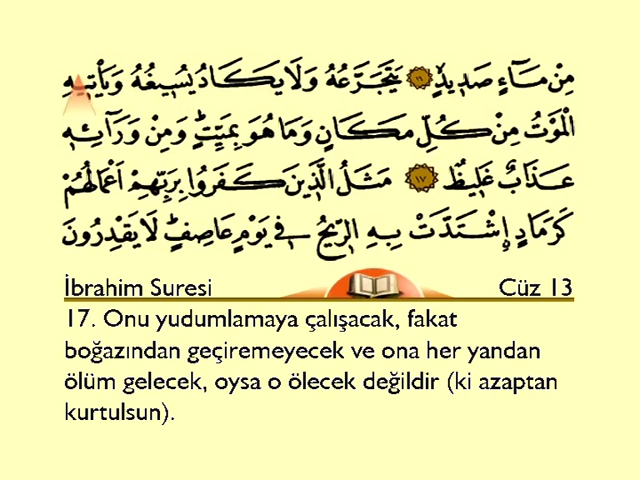 مِنْ مَٓاءٍ صَد۪يدٍۙ ﴿١٦﴾ يَتَجَرَّعُهُ وَلَا يَكَادُ يُس۪يغُهُ وَيَأْت۪يهِ
الْمَوْتُ مِنْ كُلِّ مَكَانٍ وَمَا هُوَ بِمَيِّتٍۜ وَمِنْ وَرَٓائِه۪
عَذَابٌ غَل۪يظٌ ﴿١٧﴾ مَثَلُ الَّذ۪ينَ كَفَرُوا بِرَبِّهِمْ اَعْمَالُهُمْ
كَرَمَادٍۨ اشْتَدَّتْ بِهِ الرّ۪يحُ ف۪ي يَوْمٍ عَاصِفٍۜ لَا يَقْدِرُونَ
İbrahim Suresi Cüz 13
17. Onu yudumlamaya çalışacak, fakat
boğazından geçiremeyecek ve ona her yandan
ölüm gelecek, oysa o ölecek değildir (ki azaptan
kurtulsun).